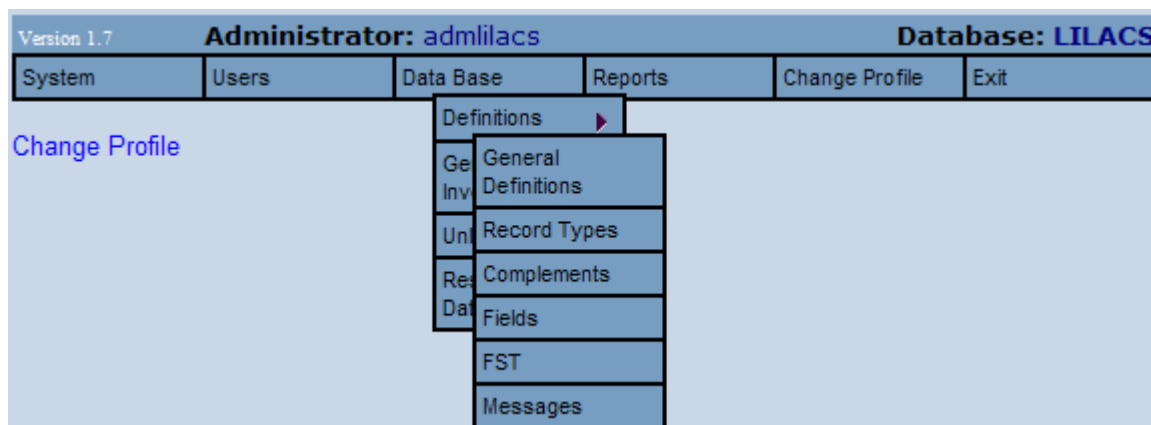 Version 1.7 Administrator: admlilacs Database: LILACS
System Users Data Base Reports Change Profile Exit
Change Profile
Definitions
General
Definitions
Record Types
Complements
Fields
FST
Messages